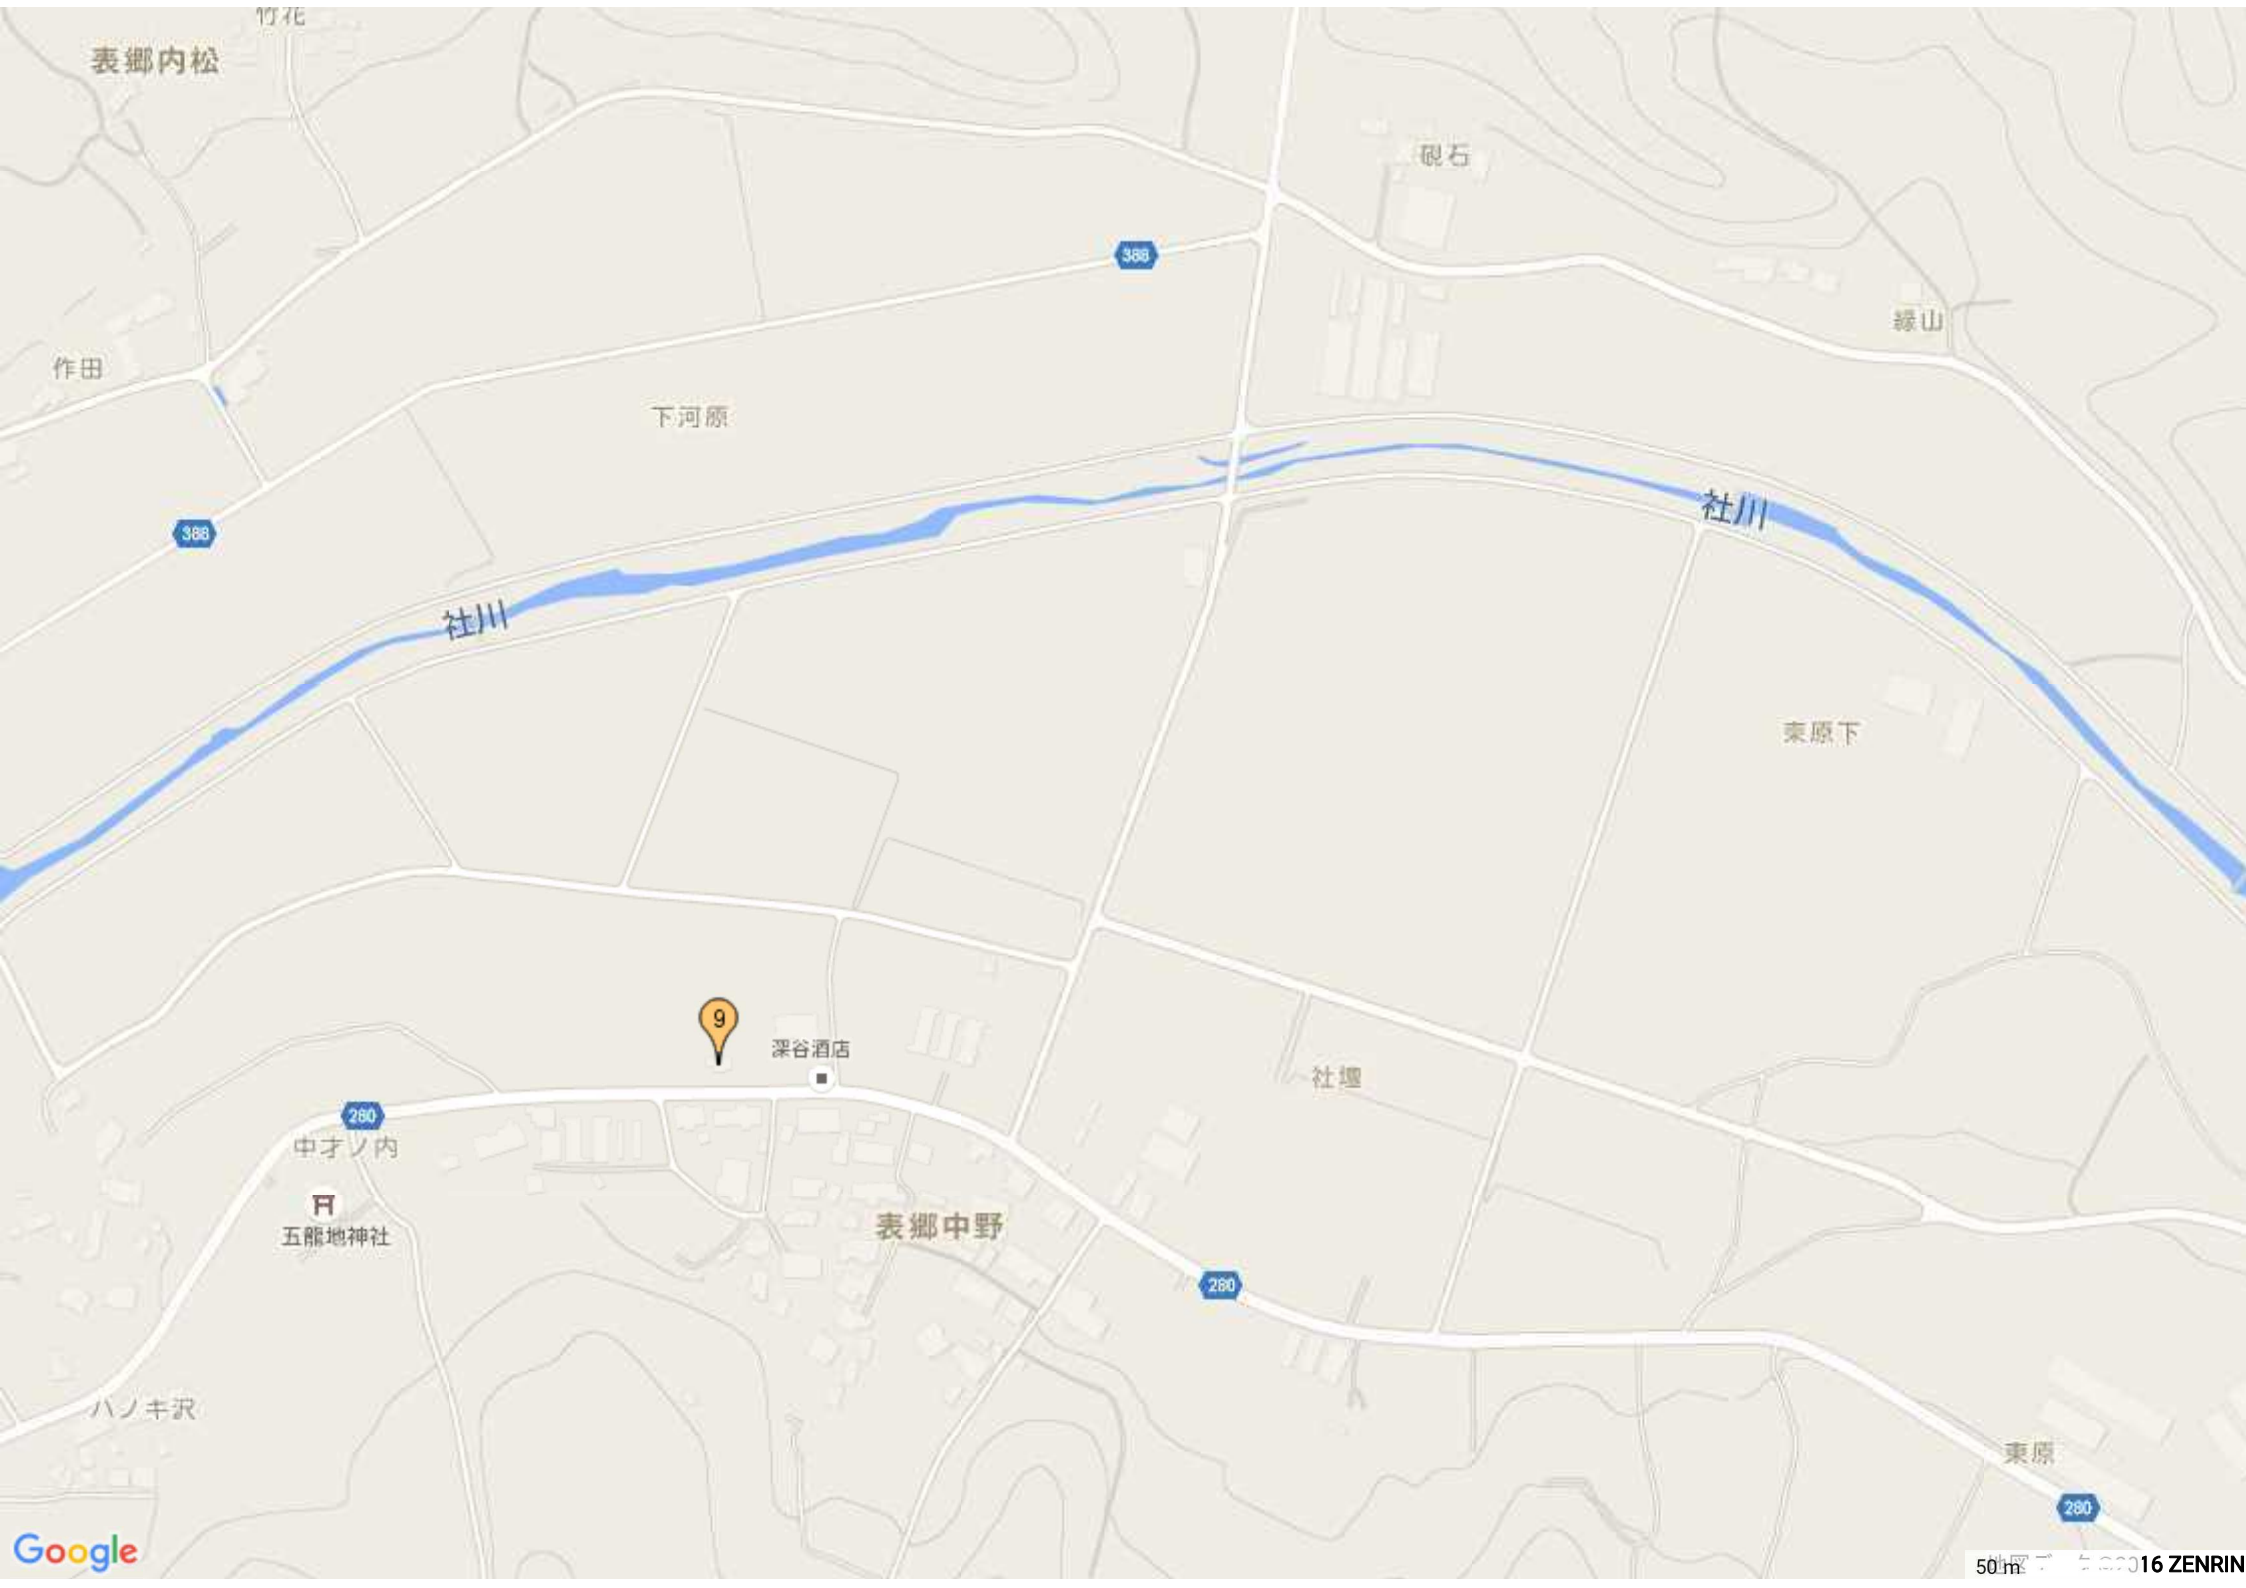 竹花
表郷内松
硯石
388
縁山
作田
下河原
社川
388
社川
東原下
9
深谷酒店
社壇
280
中才ノ内
五龍地神社
表郷中野
280
ハノキ沢
東原
280
Google
50 m
16 ZENRIN